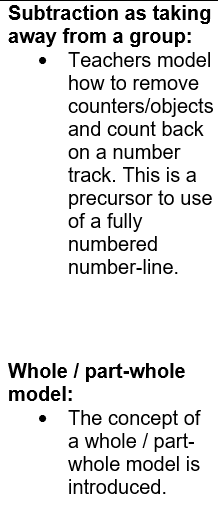 Subtraction as taking
away from a group:
• Teachers model
how to remove
counters/objects
and count back
on a number
track. This is a
precursor to use
of a fully
numbered
number-line.
Whole / part-whole
model:
• The concept of
a whole / part-
whole model is
introduced.